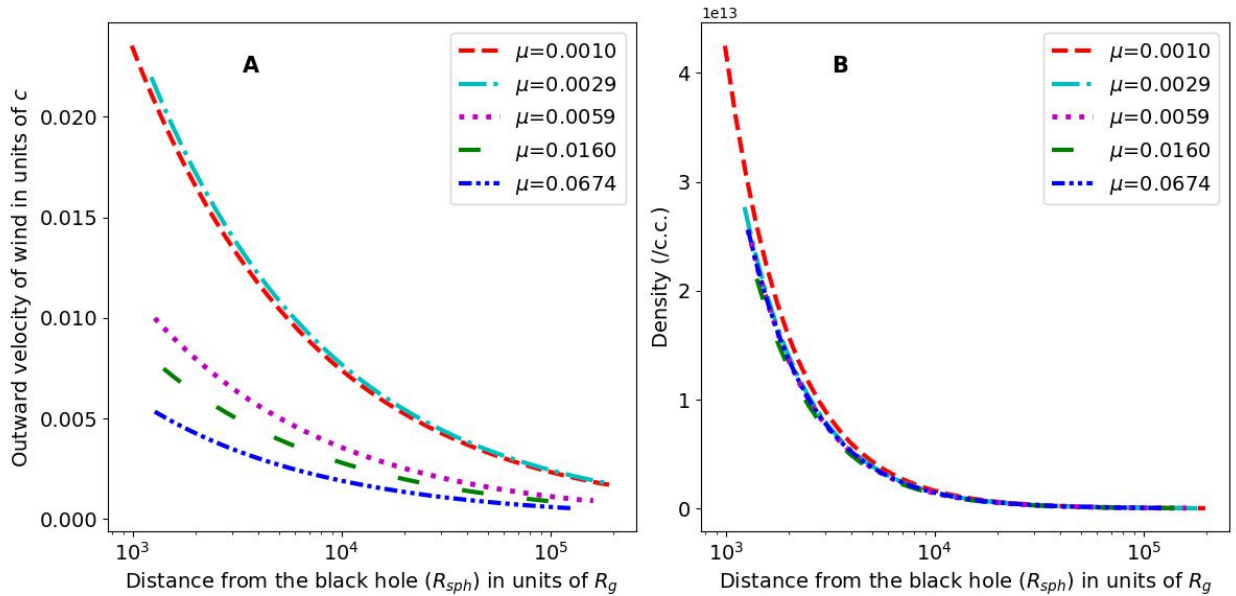 A
μ=0.0010
μ=0.0029
μ=0.0059
μ=0.0160
μ=0.0674
0.020
0.015
0.010
0.005
0.000
Outward velocity of wind in units of c
10³
10⁴
10⁵
Distance from the black hole (R_sph) in units of R_g
1e13
B
μ=0.0010
μ=0.0029
μ=0.0059
μ=0.0160
μ=0.0674
4
3
2
1
0
Density (/c.c.)
10³
10⁴
10⁵
Distance from the black hole (R_sph) in units of R_g